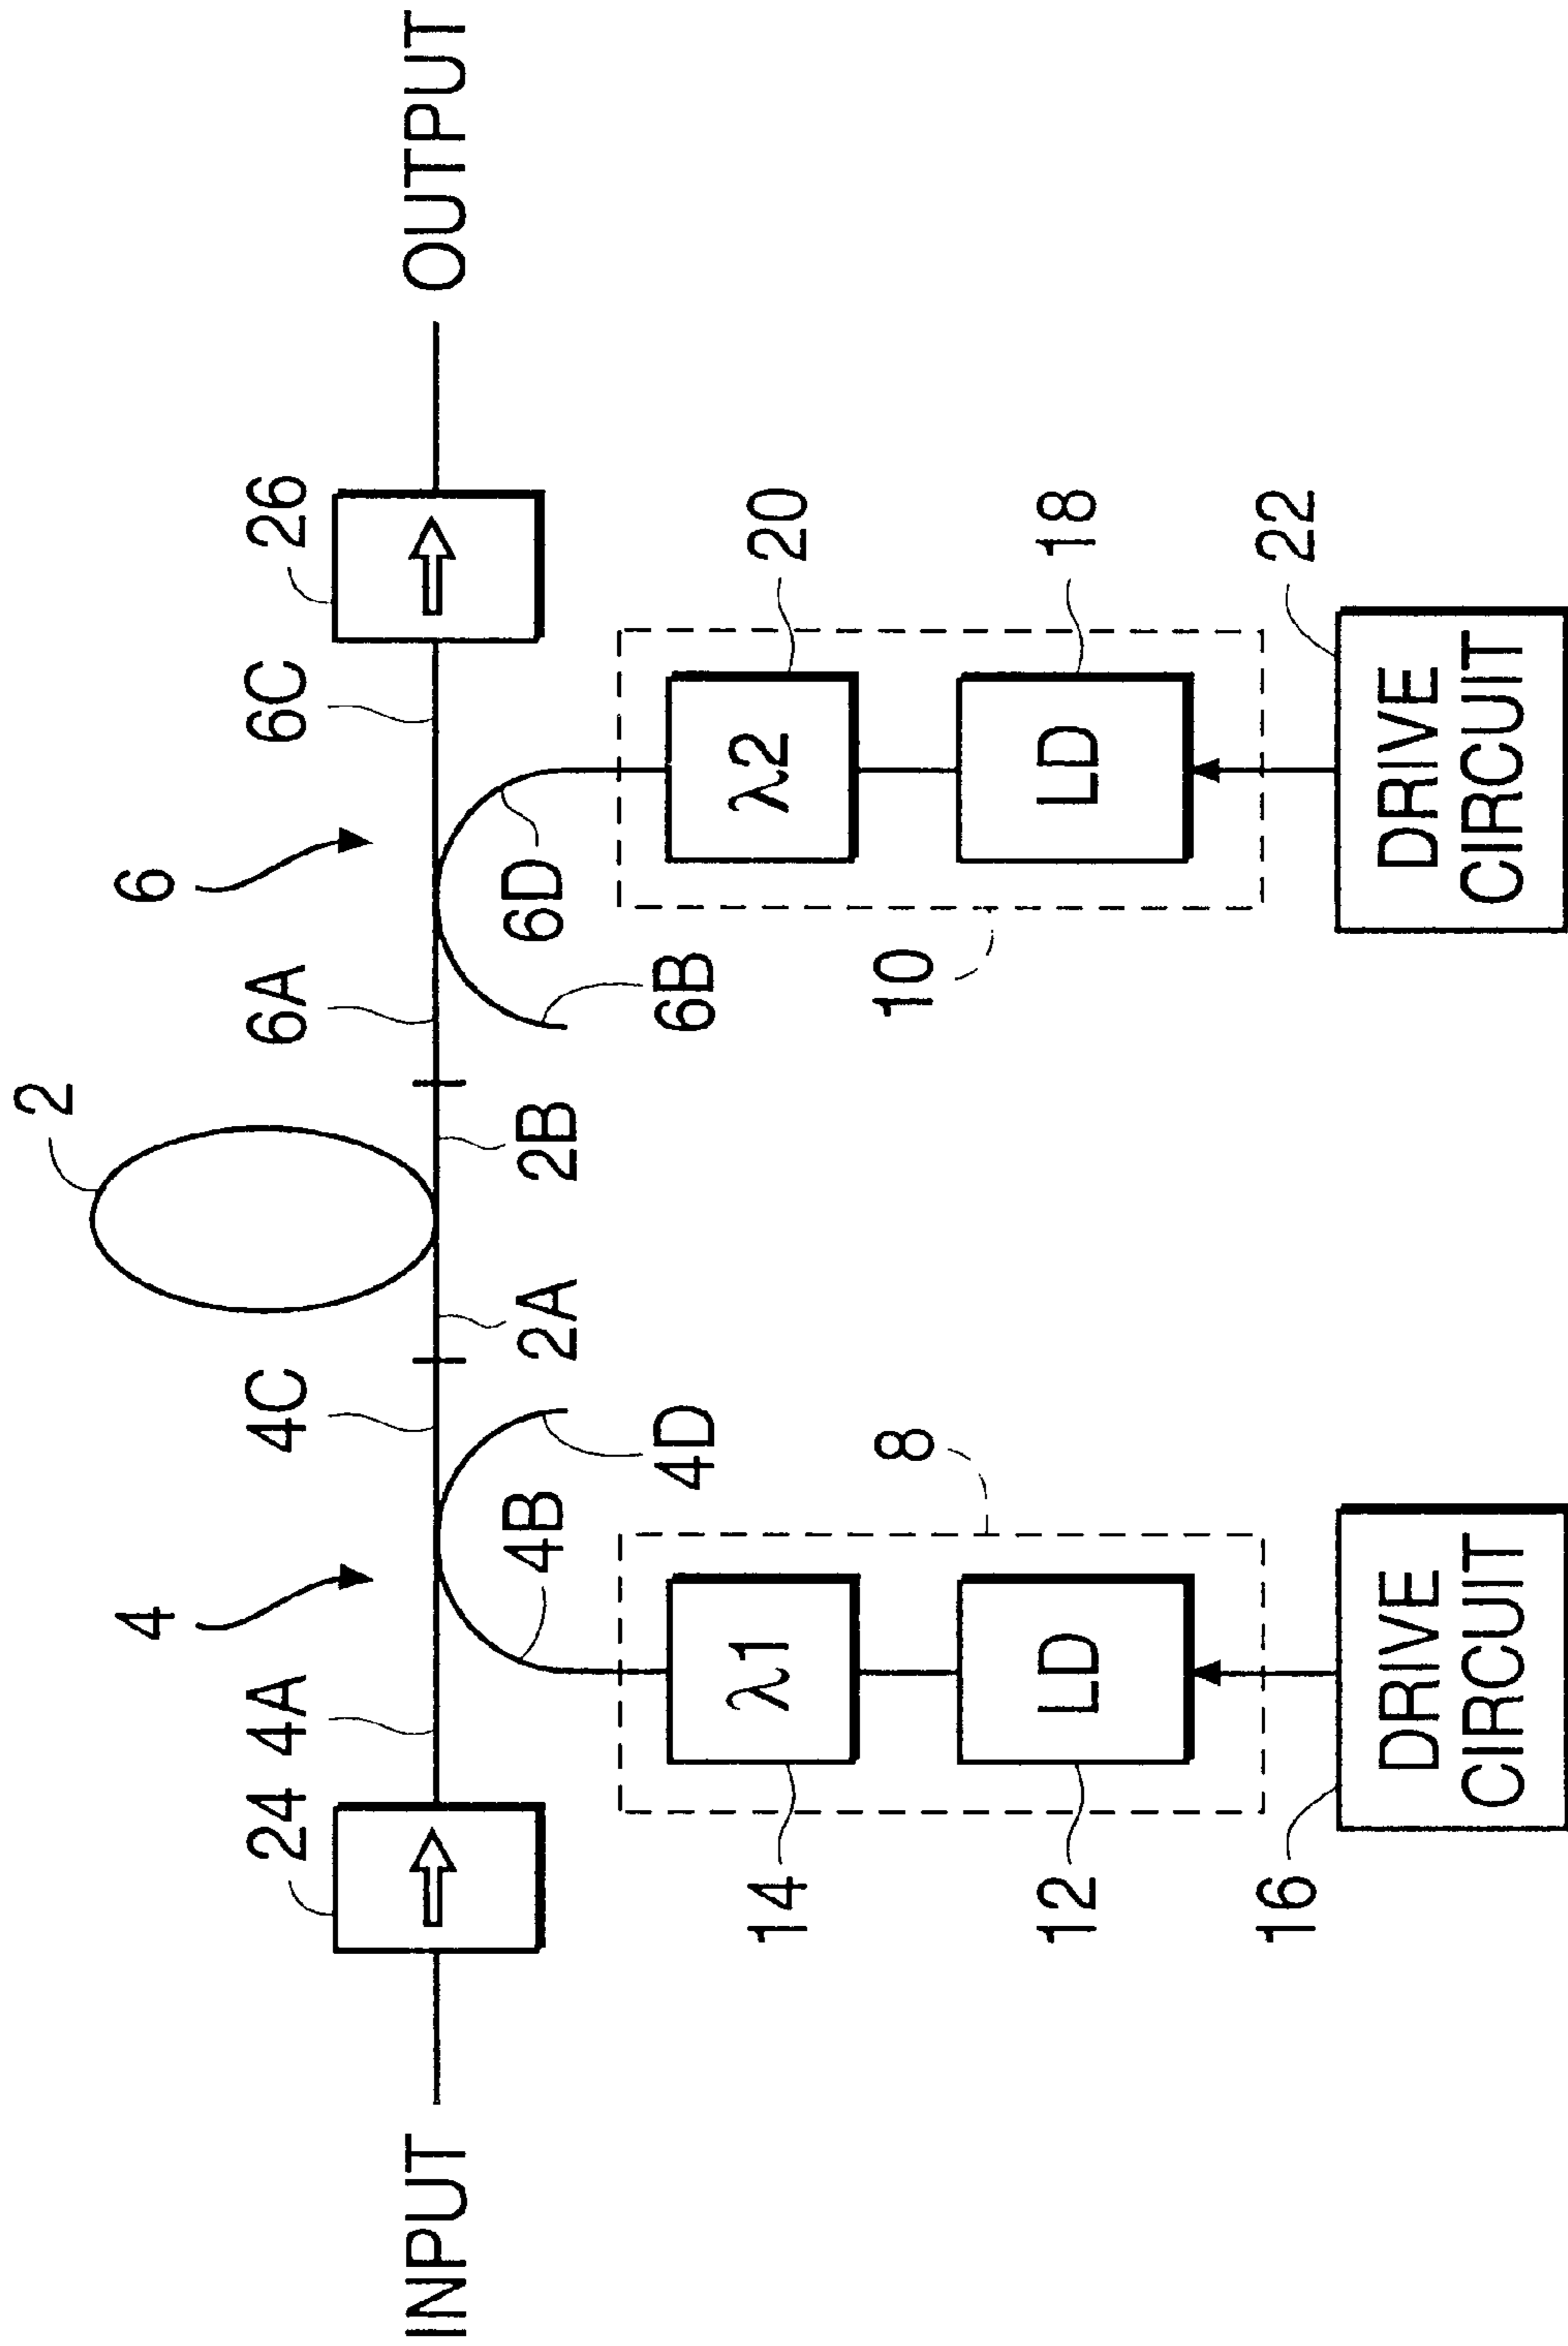 2
4
6
24
4A
4C
6A
6C
26
INPUT
OUTPUT
2A
2B
4B
4D
6B
6D
8
10
14
λ1
λ2
20
12
LD
LD
18
16
DRIVE
CIRCUIT
DRIVE
CIRCUIT
22